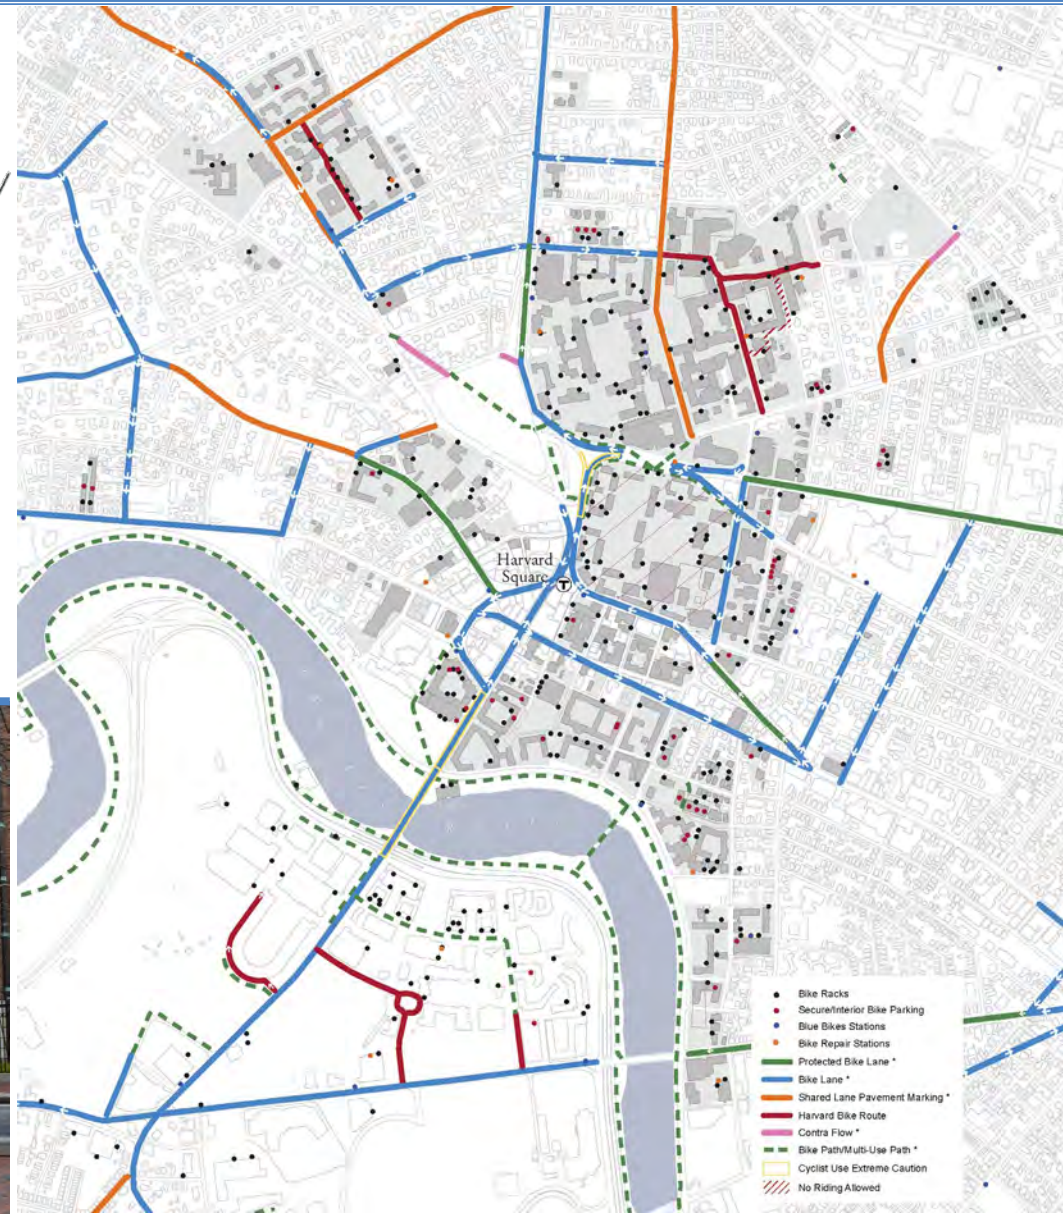 Harvard
Square
T
Bike Racks
Secure/Interior Bike Parking
Blue Bikes Stations
Bike Repair Stations
Protected Bike Lane *
Bike Lane *
Shared Lane Pavement Marking *
Harvard Bike Route
Contra Flow *
Bike Path/Multi-Use Path *
Cyclist Use Extreme Caution
No Riding Allowed